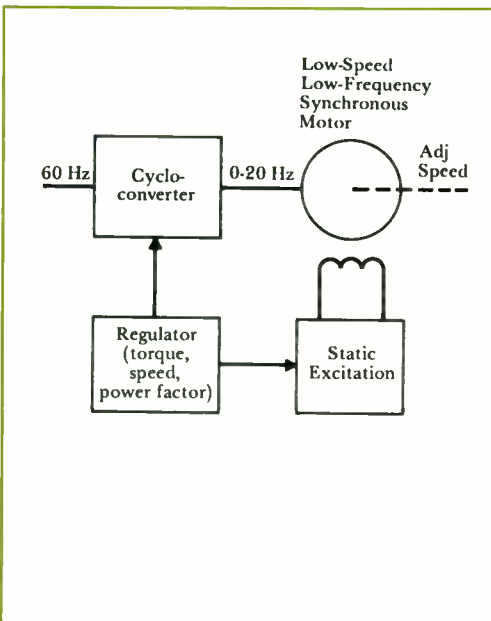 Low-Speed
Low-Frequency
Synchronous
Motor
Adj
Speed
60 Hz
Cyclo-
converter
0-20 Hz
Regulator
(torque,
speed,
power factor)
Static
Excitation